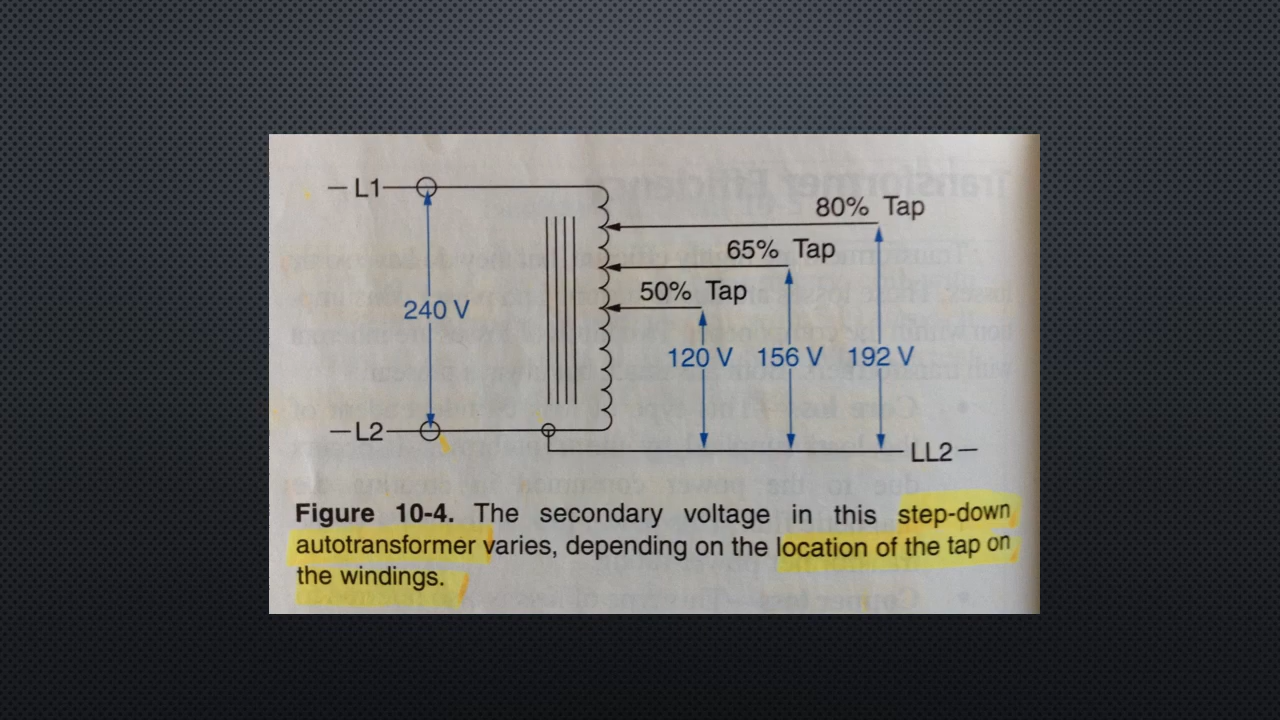 L1
80% Tap
65% Tap
50% Tap
240 V
120 V 156 V 192 V
L2
LL2
Figure 10-4. The secondary voltage in this step-down
autotransformer varies, depending on the location of the tap on
the windings.